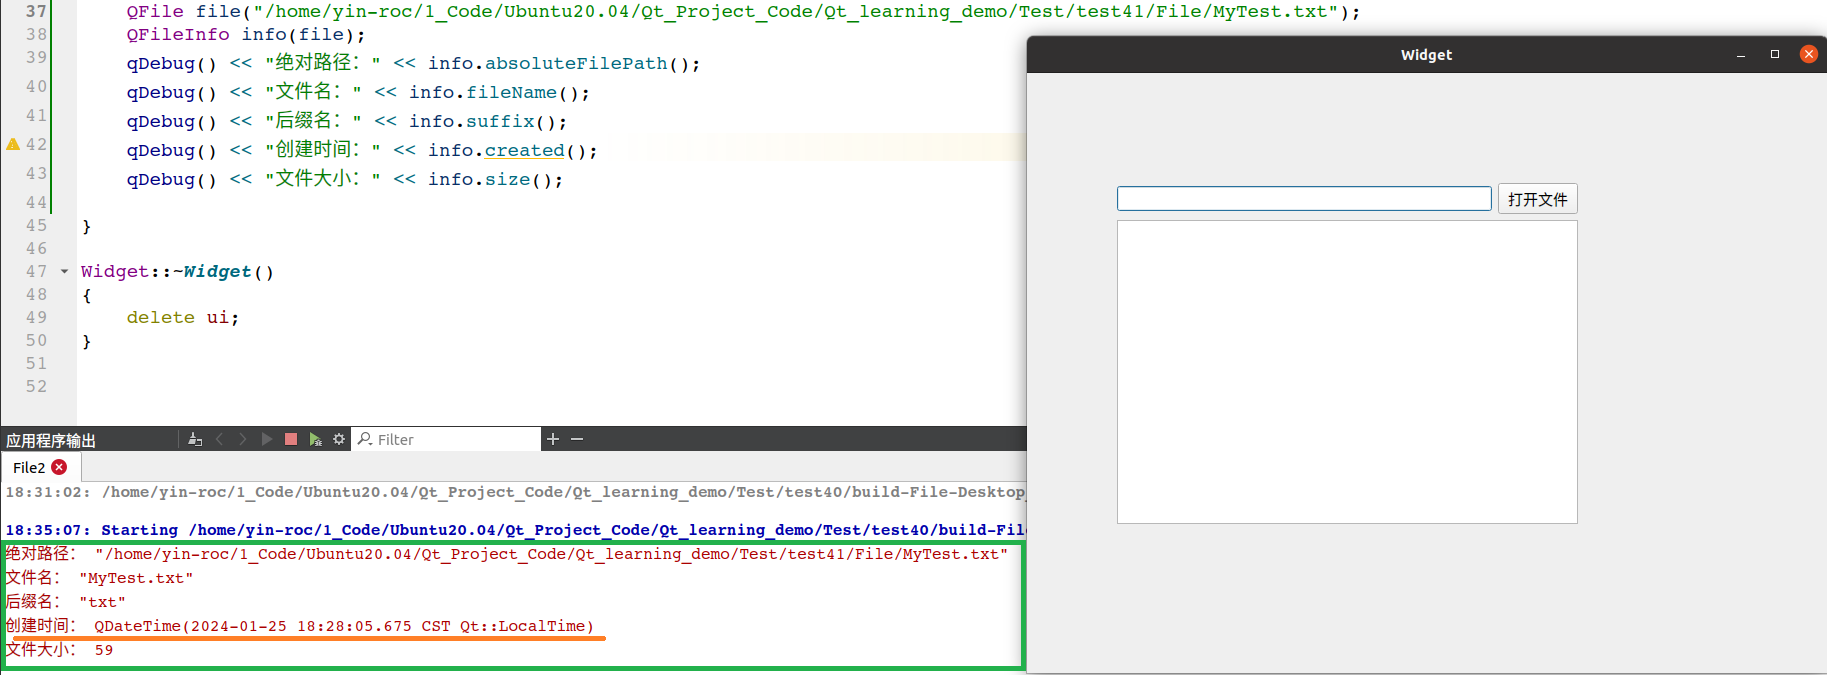 37 QFile file("/home/yin-roc/1_Code/Ubuntu20.04/Qt_Project_Code/Qt_learning_demo/Test/test41/File/MyTest.txt");
38 QFileInfo info(file);
39 qDebug() << "绝对路径：" << info.absoluteFilePath();
40 qDebug() << "文件名：" << info.fileName();
41 qDebug() << "后缀名：" << info.suffix();
42 qDebug() << "创建时间：" << info.created();
43 qDebug() << "文件大小：" << info.size();
44
45 }
46
47 Widget::~Widget()
48 {
49 delete ui;
50 }
51
52
Widget
打开文件
应用程序输出
Filter
File2
18:31:02: /home/yin-roc/1_Code/Ubuntu20.04/Qt_Project_Code/Qt_learning_demo/Test/test40/build-File-Desktop
18:35:07: Starting /home/yin-roc/1_Code/Ubuntu20.04/Qt_Project_Code/Qt_learning_demo/Test/test40/build-Fil
绝对路径： "/home/yin-roc/1_Code/Ubuntu20.04/Qt_Project_Code/Qt_learning_demo/Test/test41/File/MyTest.txt"
文件名： "MyTest.txt"
后缀名： "txt"
创建时间： QDateTime(2024-01-25 18:28:05.675 CST Qt::LocalTime)
文件大小： 59